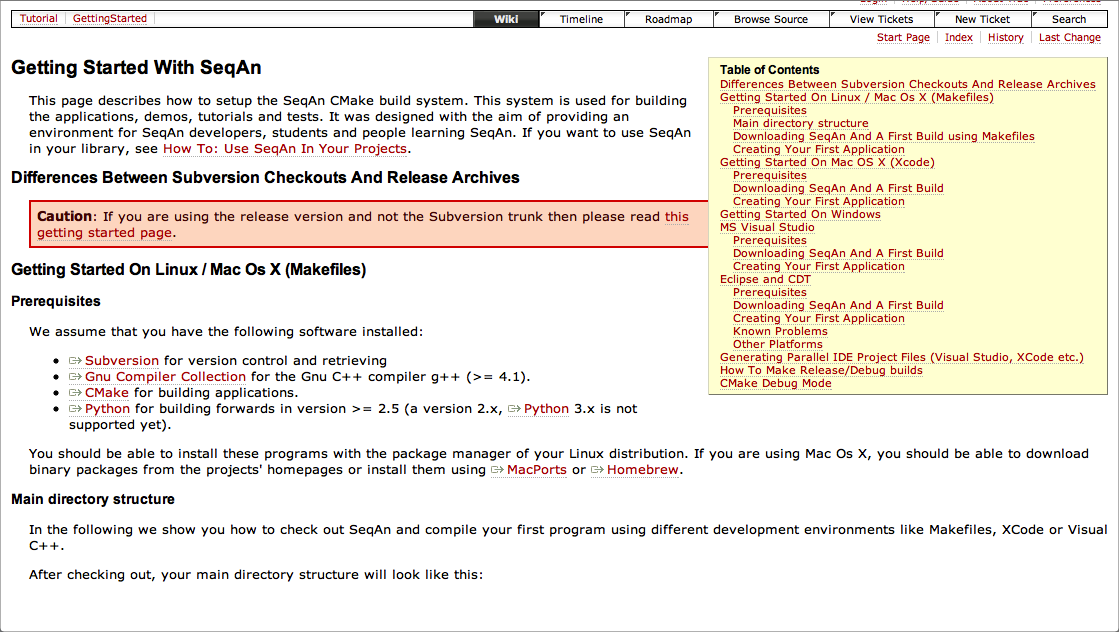 Tutorial GettingStarted
Wiki Timeline Roadmap Browse Source View Tickets New Ticket Search
Start Page Index History Last Change
Getting Started With SeqAn
This page describes how to setup the SeqAn CMake build system. This system is used for building
the applications, demos, tutorials and tests. It was designed with the aim of providing an
environment for SeqAn developers, students and people learning SeqAn. If you want to use SeqAn
in your library, see How To: Use SeqAn In Your Projects.
Differences Between Subversion Checkouts And Release Archives
Caution: If you are using the release version and not the Subversion trunk then please read this
getting started page.
Table of Contents
Differences Between Subversion Checkouts And Release Archives
Getting Started On Linux / Mac Os X (Makefiles)
Prerequisites
Main directory structure
Downloading SeqAn And A First Build using Makefiles
Creating Your First Application
Getting Started On Mac OS X (Xcode)
Prerequisites
Downloading SeqAn And A First Build
Creating Your First Application
Getting Started On Windows
MS Visual Studio
Prerequisites
Downloading SeqAn And A First Build
Creating Your First Application
Eclipse and CDT
Prerequisites
Downloading SeqAn And A First Build
Creating Your First Application
Known Problems
Other Platforms
Generating Parallel IDE Project Files (Visual Studio, XCode etc.)
How To Make Release/Debug builds
CMake Debug Mode
Getting Started On Linux / Mac Os X (Makefiles)
Prerequisites
We assume that you have the following software installed:
Subversion for version control and retrieving
Gnu Compiler Collection for the Gnu C++ compiler g++ (>= 4.1).
CMake for building applications.
Python for building forwards in version >= 2.5 (a version 2.x, Python 3.x is not
supported yet).
You should be able to install these programs with the package manager of your Linux distribution. If you are using Mac Os X, you should be able to download
binary packages from the projects' homepages or install them using MacPorts or Homebrew.
Main directory structure
In the following we show you how to check out SeqAn and compile your first program using different development environments like Makefiles, XCode or Visual
C++.
After checking out, your main directory structure will look like this: